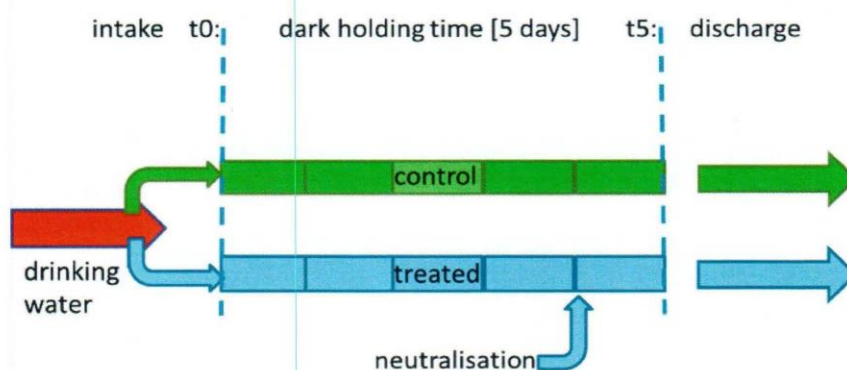 intake t0: dark holding time [5 days] t5: discharge
control
drinking
water
treated
neutralisation